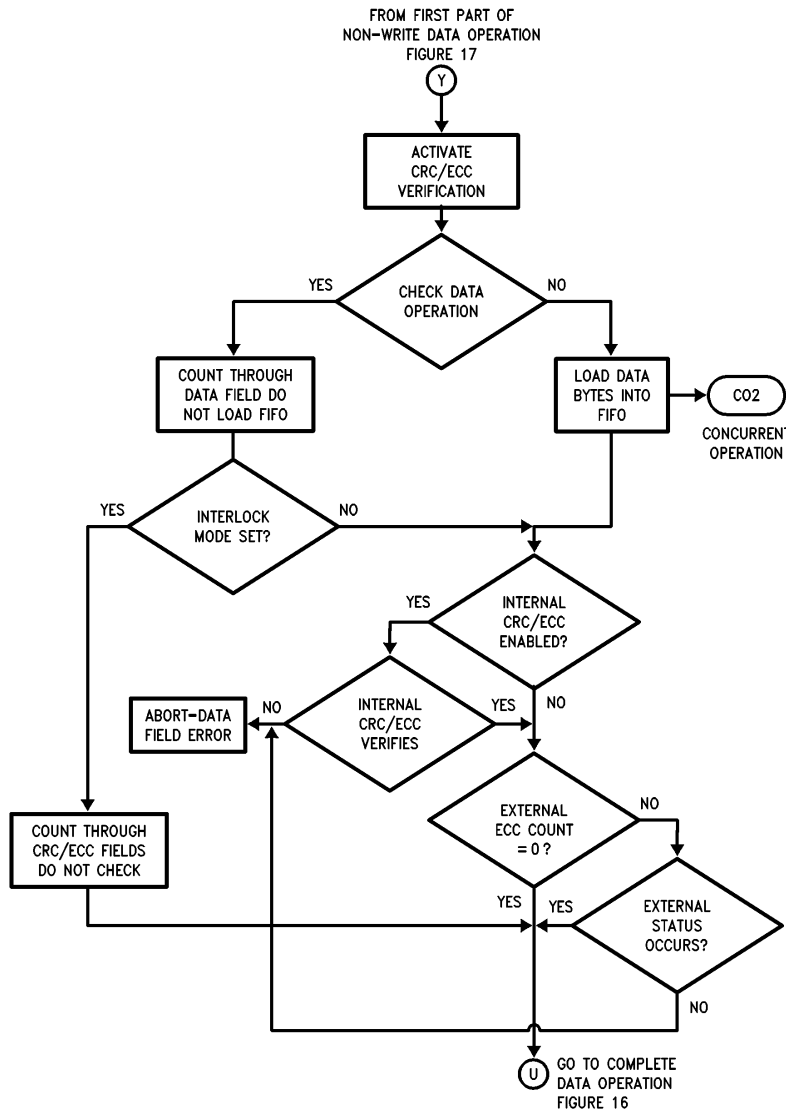 FROM FIRST PART OF
NON-WRITE DATA OPERATION
FIGURE 17
Y
ACTIVATE
CRC/ECC
VERIFICATION
YES
CHECK DATA
OPERATION
NO
COUNT THROUGH
DATA FIELD DO
NOT LOAD FIFO
LOAD DATA
BYTES INTO
FIFO
CO2
CONCURRENT
OPERATION
YES
INTERLOCK
MODE SET?
NO
YES
INTERNAL
CRC/ECC
ENABLED?
NO
ABORT-DATA
FIELD ERROR
NO
INTERNAL
CRC/ECC
VERIFIES
YES
EXTERNAL
ECC COUNT
=0?
NO
COUNT THROUGH
CRC/ECC FIELDS
DO NOT CHECK
YES
YES
EXTERNAL
STATUS
OCCURS?
NO
U
GO TO COMPLETE
DATA OPERATION
FIGURE 16